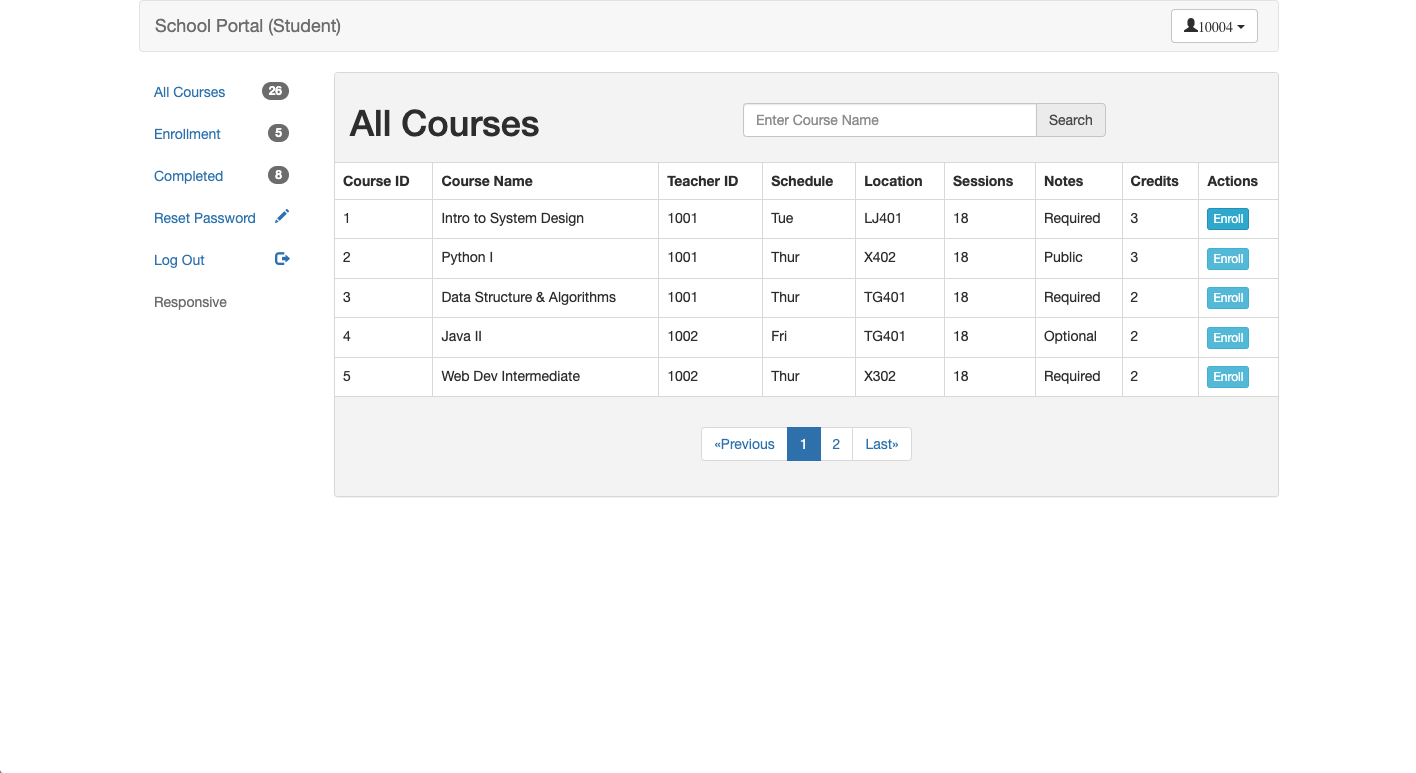 School Portal (Student)
10004
All Courses 26
Enrollment 5
Completed 8
Reset Password
Log Out
Responsive
All Courses
Enter Course Name Search
Course ID Course Name Teacher ID Schedule Location Sessions Notes Credits Actions
1 Intro to System Design 1001 Tue LJ401 18 Required 3 Enroll
2 Python I 1001 Thur X402 18 Public 3 Enroll
3 Data Structure & Algorithms 1001 Thur TG401 18 Required 2 Enroll
4 Java II 1002 Fri TG401 18 Optional 2 Enroll
5 Web Dev Intermediate 1002 Thur X302 18 Required 2 Enroll
«Previous 1 2 Last»